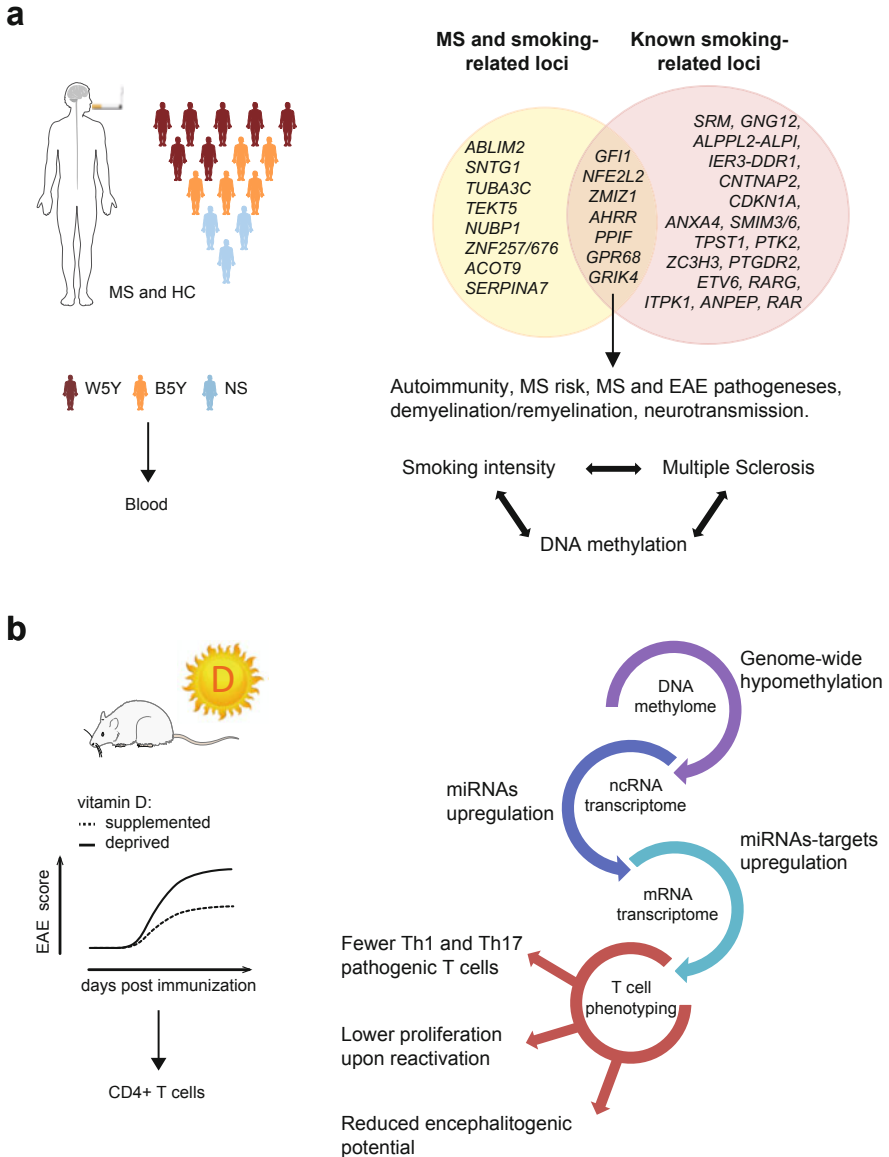 a
MS and HC
W5Y
B5Y
NS
Blood
MS and smoking-
related loci
Known smoking-
related loci
ABLIM2
SNTG1
TUBA3C
TEKT5
NUBP1
ZNF257/676
ACOT9
SERPINA7
GFI1
NFE2L2
ZMIZ1
AHRR
PPIF
GPR68
GRIK4
SRM, GNG12,
ALPPL2-ALPI,
IER3-DDR1,
CNTNAP2,
CDKN1A,
ANXA4, SMIM3/6,
TPST1, PTK2,
ZC3H3, PTGDR2,
ETV6, RARG,
ITPK1, ANPEP, RAR
Autoimmunity, MS risk, MS and EAE pathogeneses,
demyelination/remyelination, neurotransmission.
Smoking intensity
Multiple Sclerosis
DNA methylation
b
D
vitamin D:
supplemented
deprived
EAE score
days post immunization
CD4+ T cells
DNA
methylome
Genome-wide
hypomethylation
miRNAs
upregulation
ncRNA
transcriptome
miRNAs-targets
upregulation
mRNA
transcriptome
T cell
phenotyping
Fewer Th1 and Th17
pathogenic T cells
Lower proliferation
upon reactivation
Reduced encephalitogenic
potential